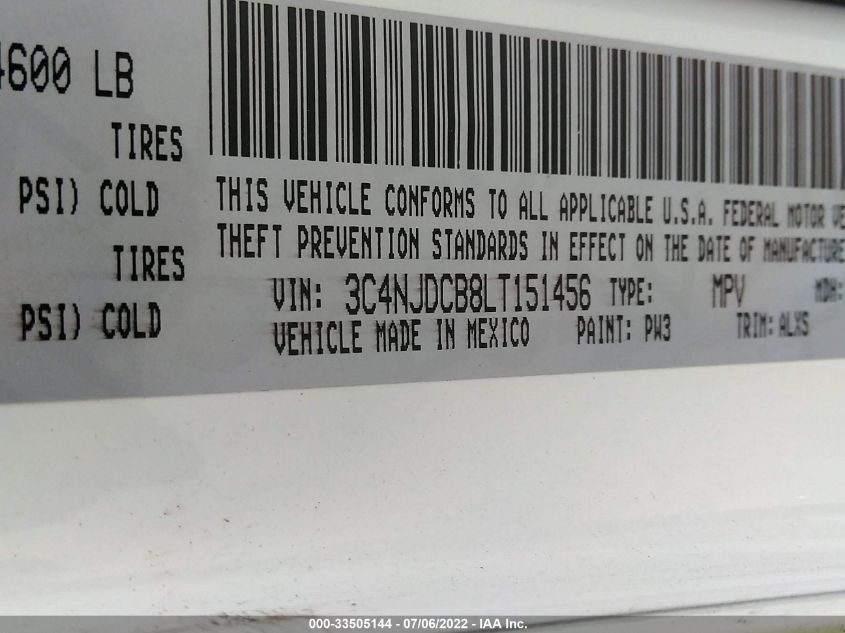 4600 LB
TIRES
PSI) COLD
TIRES
PSI) COLD
THIS VEHICLE CONFORMS TO ALL APPLICABLE U.S.A. FEDERAL MOTOR VE
THEFT PREVENTION STANDARDS IN EFFECT ON THE DATE OF MANUFACTURE
VIN: 3C4NJDCB8LT151456 TYPE: MPV MDH:
VEHICLE MADE IN MEXICO PAINT: PW3 TRIM: ALXS
000-33505144 - 07/06/2022 - IAA Inc.